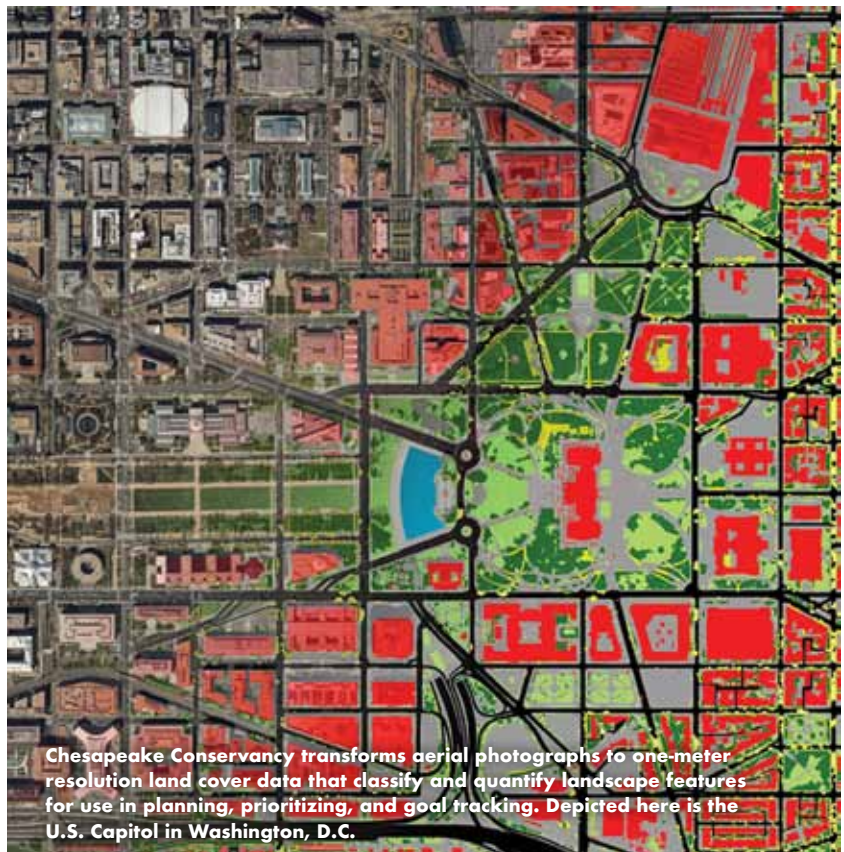 Chesapeake Conservancy transforms aerial photographs to one-meter
resolution land cover data that classify and quantify landscape features
for use in planning, prioritizing, and goal tracking. Depicted here is the
U.S. Capitol in Washington, D.C.